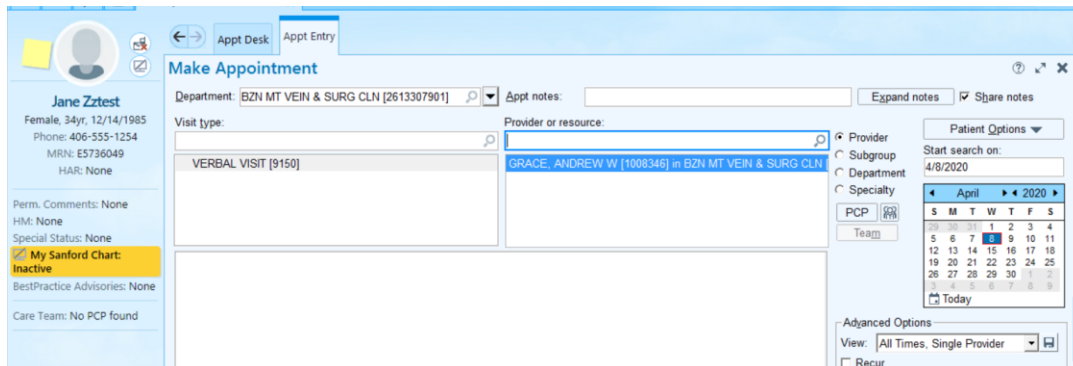 Appt Desk
Appt Entry
Make Appointment
Department: BZN MT VEIN & SURG CLN [2613307901]
Appt notes:
Expand notes
Share notes
Jane Zztest
Female, 34yr, 12/14/1985
Phone: 406-555-1254
MRN: E5736049
HAR: None
Perm. Comments: None
HM: None
Special Status: None
My Sanford Chart:
Inactive
BestPractice Advisories: None
Care Team: No PCP found
Visit type:
VERBAL VISIT [9150]
Provider or resource:
GRACE, ANDREW W [1008346] in BZN MT VEIN & SURG CLN [
Provider
Subgroup
Department
Specialty
PCP
Team
Patient Options
Start search on:
4/8/2020
April 2020
S M T W T F S
29 30 31 1 2 3 4
5 6 7 8 9 10 11
12 13 14 15 16 17 18
19 20 21 22 23 24 25
26 27 28 29 30 1 2
3 4 5 6 7 8 9
Today
Advanced Options
View: All Times, Single Provider
Recur